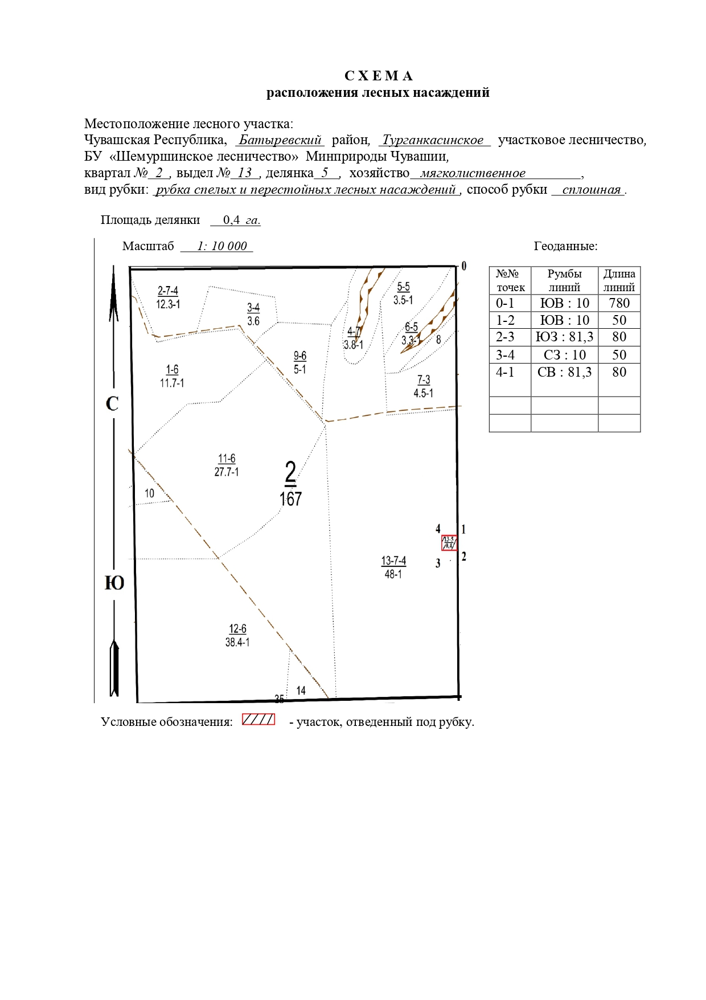 С Х Е М А
расположения лесных насаждений
Местоположение лесного участка:
Чувашская Республика, Батыревский район, Турганкасинское участковое лесничество,
БУ «Шемуршинское лесничество» Минприроды Чувашии,
квартал № 2 , выдел № 13 , делянка 5 , хозяйство мягколиственное ,
вид рубки: рубка спелых и перестойных лесных насаждений , способ рубки сплошная .
Площадь делянки 0,4 га.
Масштаб 1: 10 000
Геоданные:
№№ точек Румбы линий Длина линий
0-1 ЮВ : 10 780
1-2 ЮВ : 10 50
2-3 ЮЗ : 81,3 80
3-4 СЗ : 10 50
4-1 СВ : 81,3 80
0
2-7-4
12.3-1
3-4
3.6
5-5
3.5-1
4-7
3.8-1
6-5
3.3-1
8
9-6
5-1
1-6
11.7-1
7-3
4.5-1
С
11-6
27.7-1
2
167
10
4 1
13-5
0,4
3 2
13-7-4
48-1
Ю
12-6
38.4-1
14
35
Условные обозначения: - участок, отведенный под рубку.